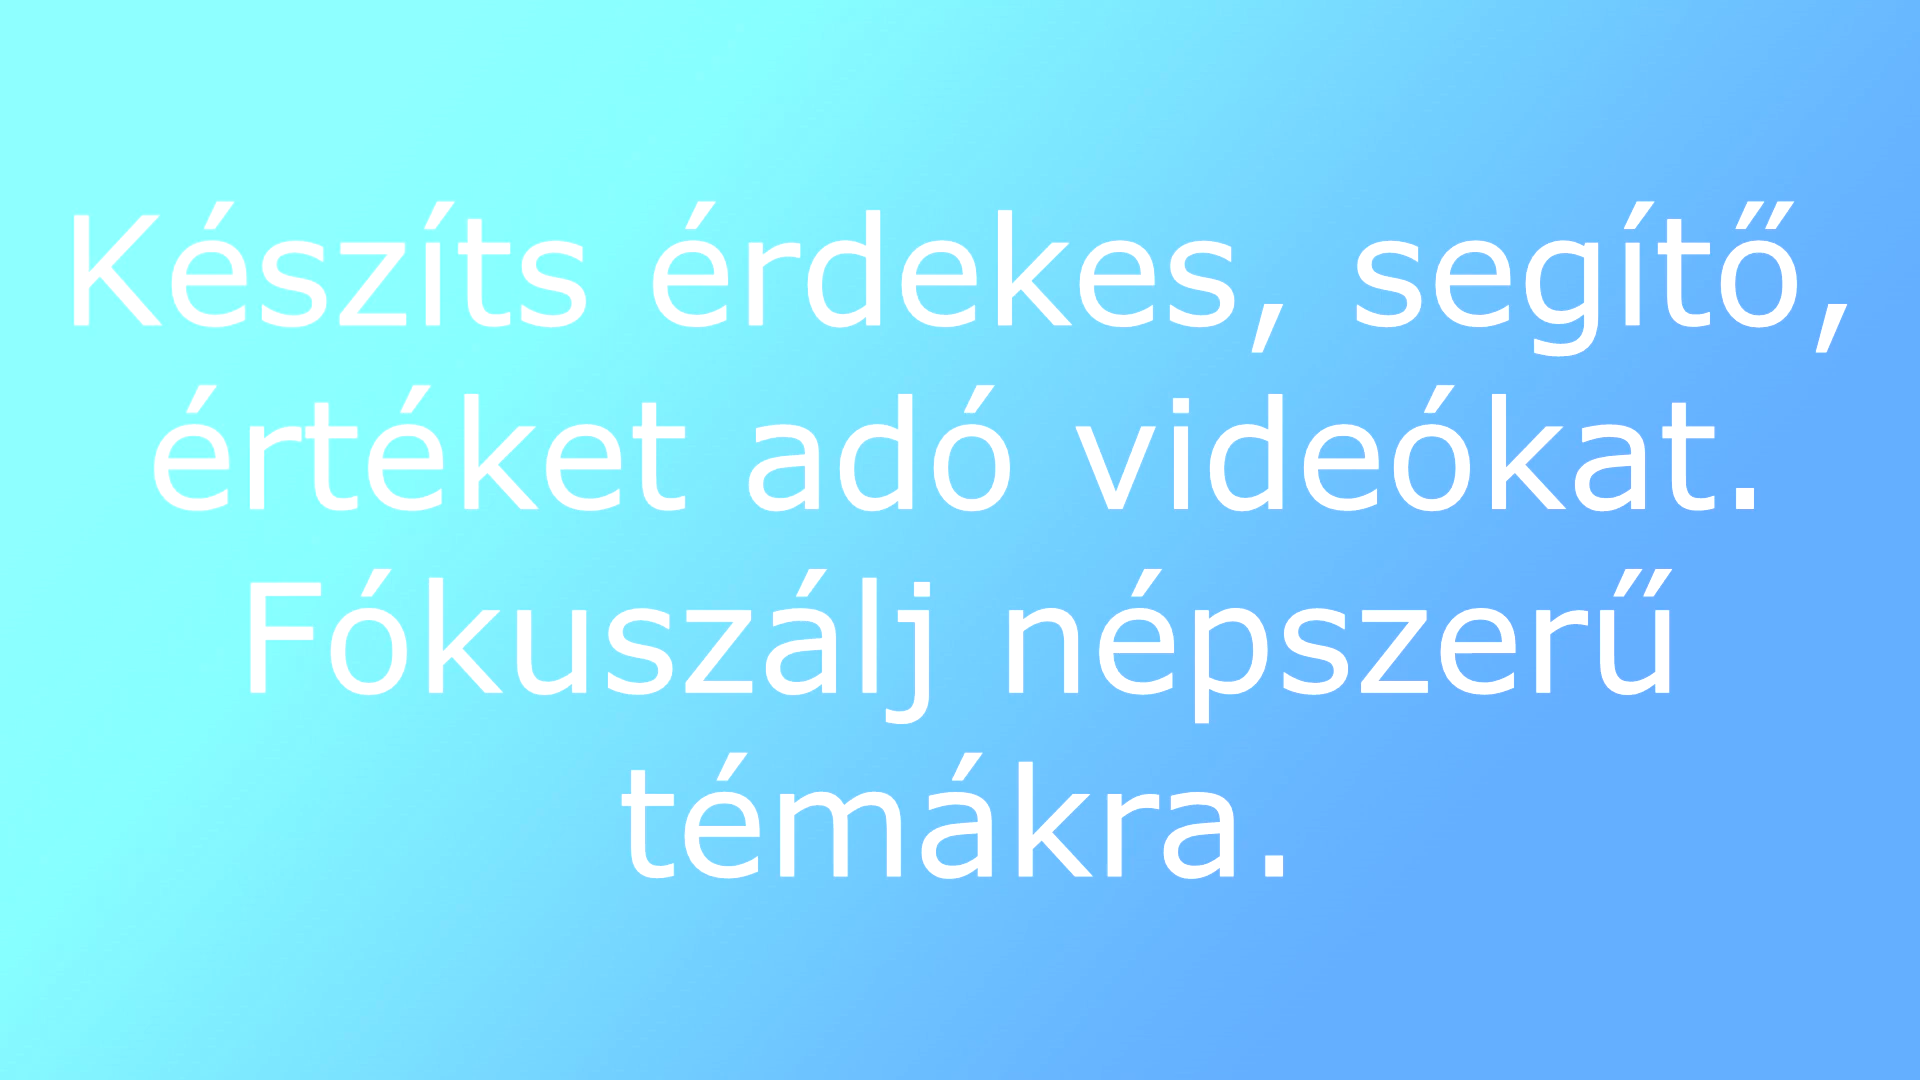 Készíts érdekes, segítő,
értéket adó videókat.
Fókuszálj népszerű
témákra.